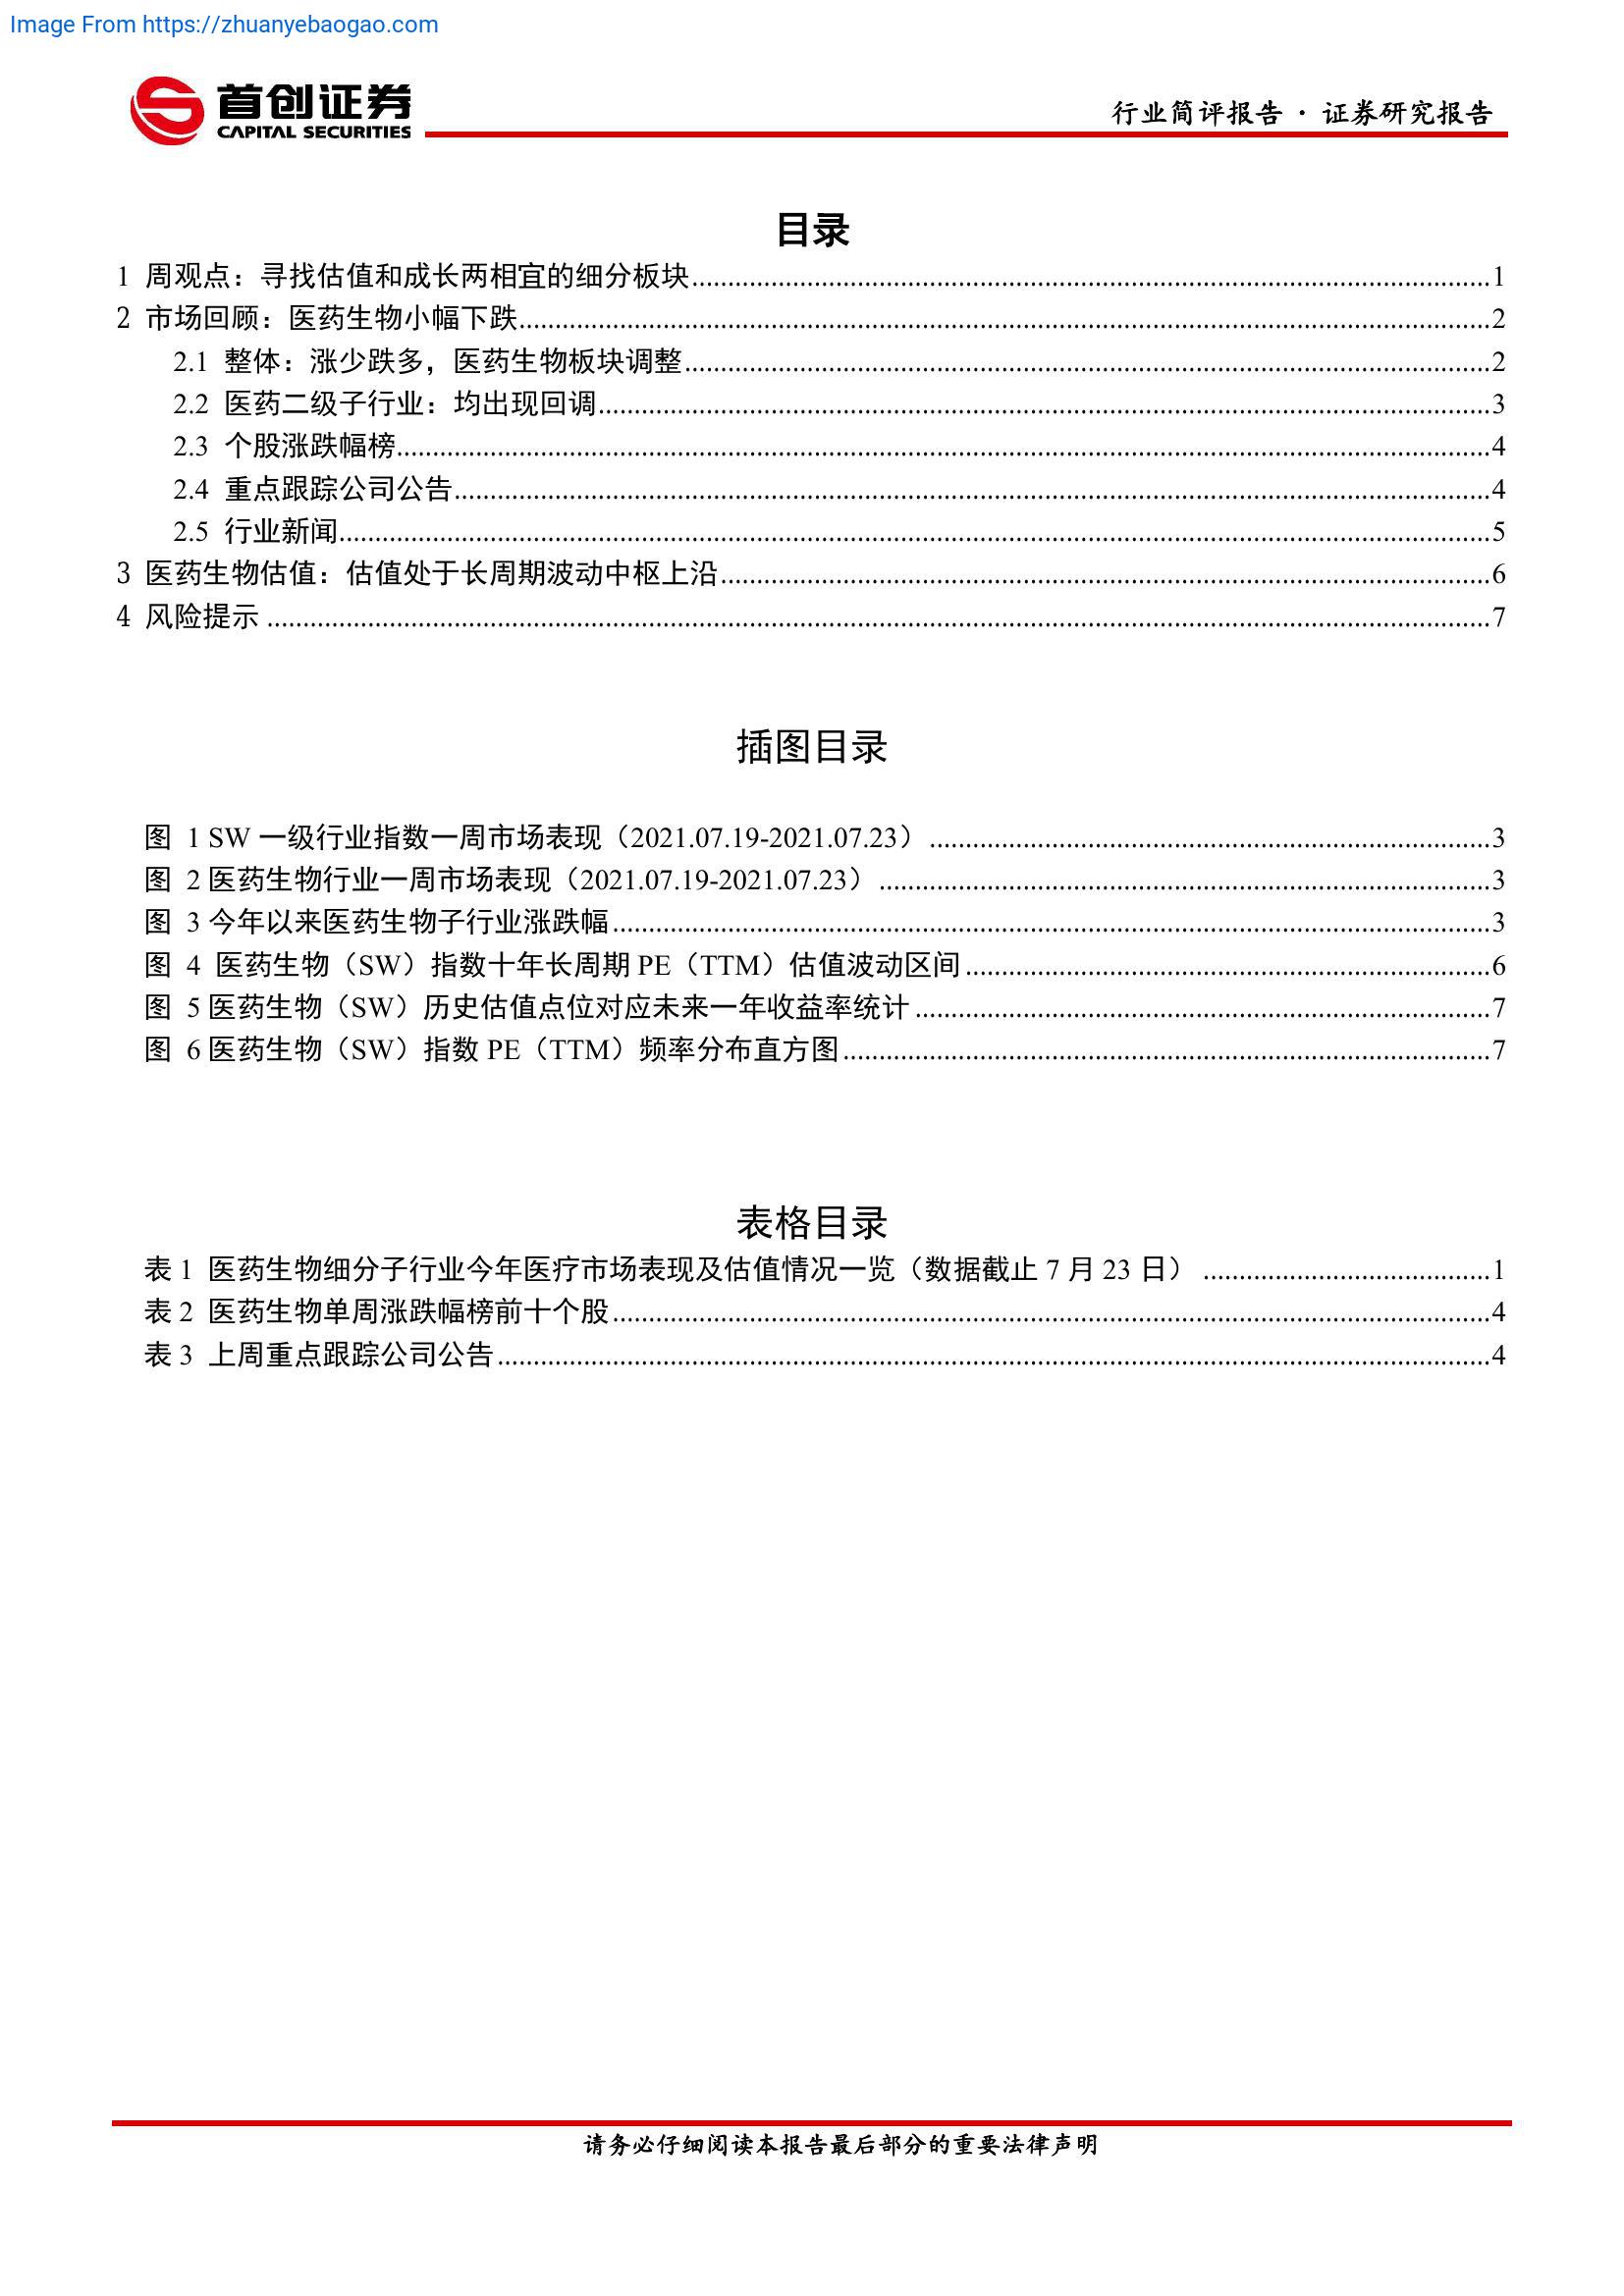 Image From https://zhuanyebaogao.com
首创证券
CAPITAL SECURITIES
行业简评报告 · 证券研究报告
目录
1 周观点：寻找估值和成长两相宜的细分板块 1
2 市场回顾：医药生物小幅下跌 2
2.1 整体：涨少跌多，医药生物板块调整 2
2.2 医药二级子行业：均出现回调 3
2.3 个股涨跌幅榜 4
2.4 重点跟踪公司公告 4
2.5 行业新闻 5
3 医药生物估值：估值处于长周期波动中枢上沿 6
4 风险提示 7
插图目录
图 1 SW 一级行业指数一周市场表现（2021.07.19-2021.07.23） 3
图 2 医药生物行业一周市场表现（2021.07.19-2021.07.23） 3
图 3 今年以来医药生物子行业涨跌幅 3
图 4 医药生物（SW）指数十年长周期 PE（TTM）估值波动区间 6
图 5 医药生物（SW）历史估值点位对应未来一年收益率统计 7
图 6 医药生物（SW）指数 PE（TTM）频率分布直方图 7
表格目录
表 1 医药生物细分子行业今年医疗市场表现及估值情况一览（数据截止 7 月 23 日） 1
表 2 医药生物单周涨跌幅榜前十个股 4
表 3 上周重点跟踪公司公告 4
请务必仔细阅读本报告最后部分的重要法律声明